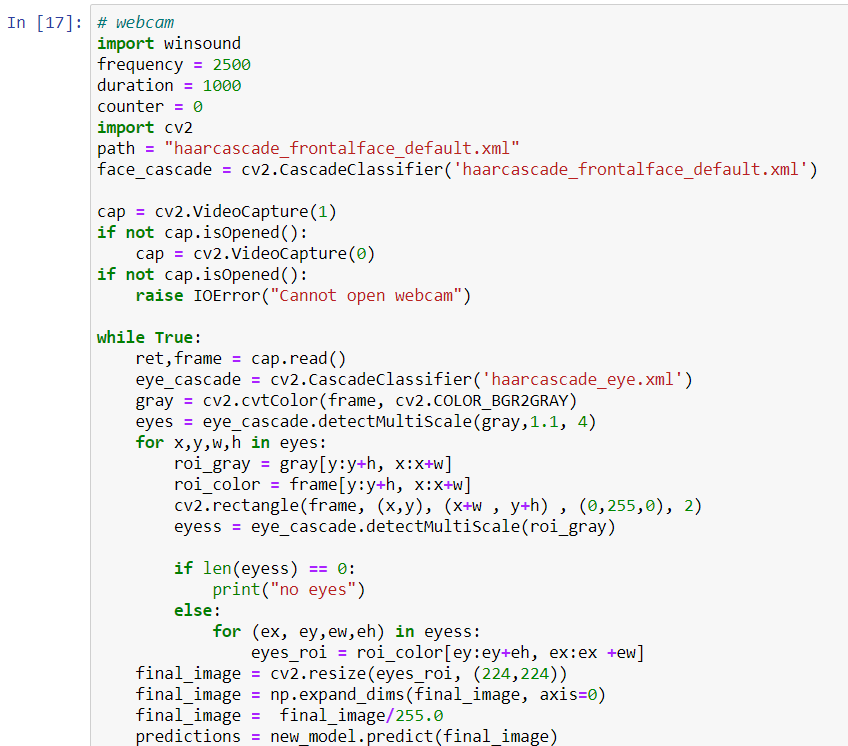 In [17]: # webcam
import winsound
frequency = 2500
duration = 1000
counter = 0
import cv2
path = "haarcascade_frontalface_default.xml"
face_cascade = cv2.CascadeClassifier('haarcascade_frontalface_default.xml')

cap = cv2.VideoCapture(1)
if not cap.isOpened():
    cap = cv2.VideoCapture(0)
if not cap.isOpened():
    raise IOError("Cannot open webcam")

while True:
    ret,frame = cap.read()
    eye_cascade = cv2.CascadeClassifier('haarcascade_eye.xml')
    gray = cv2.cvtColor(frame, cv2.COLOR_BGR2GRAY)
    eyes = eye_cascade.detectMultiScale(gray,1.1, 4)
    for x,y,w,h in eyes:
        roi_gray = gray[y:y+h, x:x+w]
        roi_color = frame[y:y+h, x:x+w]
        cv2.rectangle(frame, (x,y), (x+w , y+h) , (0,255,0), 2)
        eyess = eye_cascade.detectMultiScale(roi_gray)

        if len(eyess) == 0:
            print("no eyes")
        else:
            for (ex, ey,ew,eh) in eyess:
                eyes_roi = roi_color[ey:ey+eh, ex:ex +ew]
    final_image = cv2.resize(eyes_roi, (224,224))
    final_image = np.expand_dims(final_image, axis=0)
    final_image =  final_image/255.0
    predictions = new_model.predict(final_image)